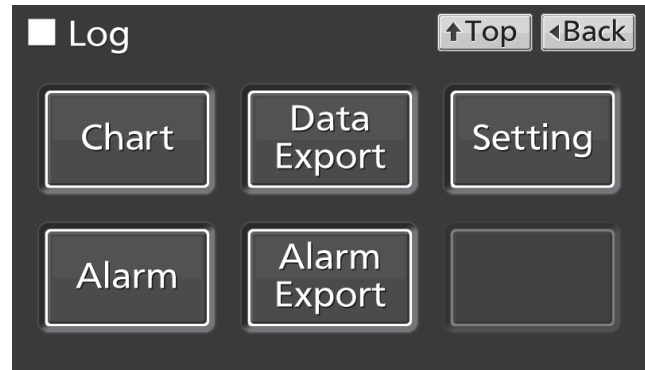 Log
Top
Back
Chart
Data
Export
Setting
Alarm
Alarm
Export